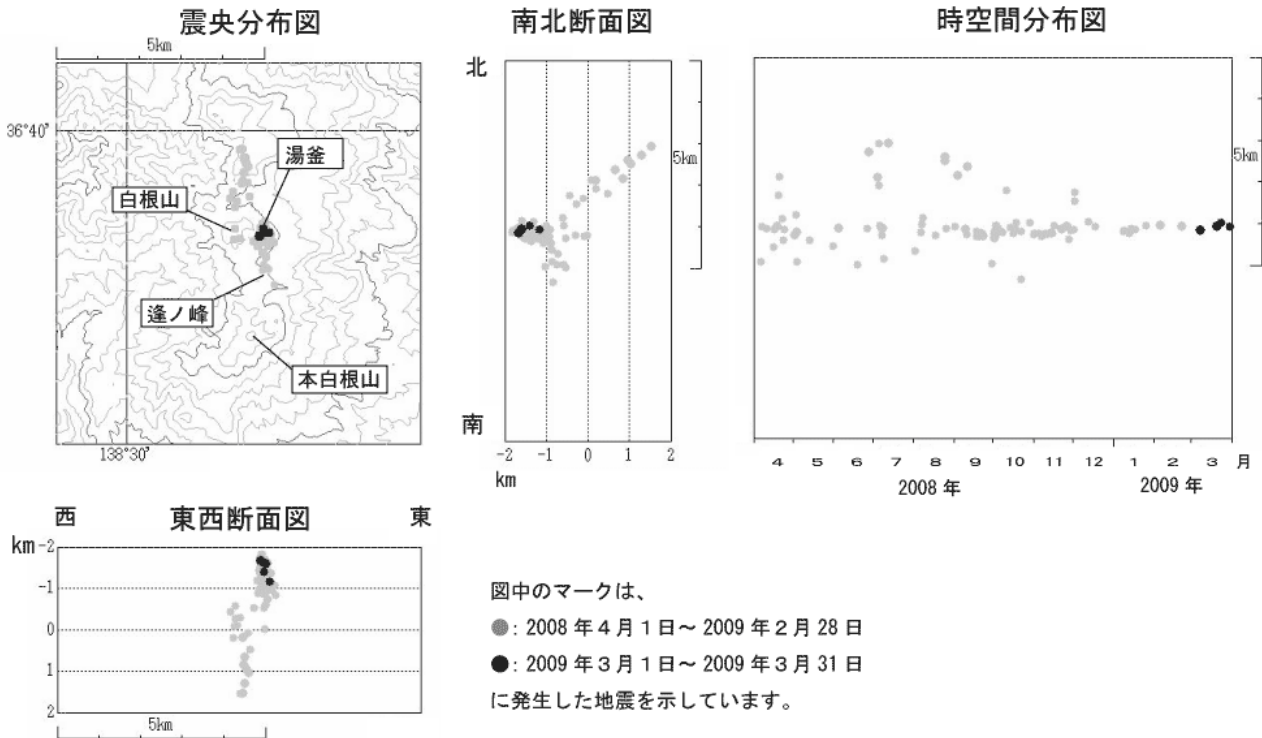 震央分布図
5km
36°40'
湯釜
白根山
逢ノ峰
本白根山
138°30'
南北断面図
北
南
5km
-2 -1 0 1 2
km
時空間分布図
5km
4 5 6 7 8 9 10 11 12 1 2 3 月
2008 年 2009 年
西 東西断面図 東
km -2
-1
0
1
2
5km
図中のマークは、
●: 2008 年 4 月 1 日～ 2009 年 2 月 28 日
●: 2009 年 3 月 1 日～ 2009 年 3 月 31 日
に発生した地震を示しています。